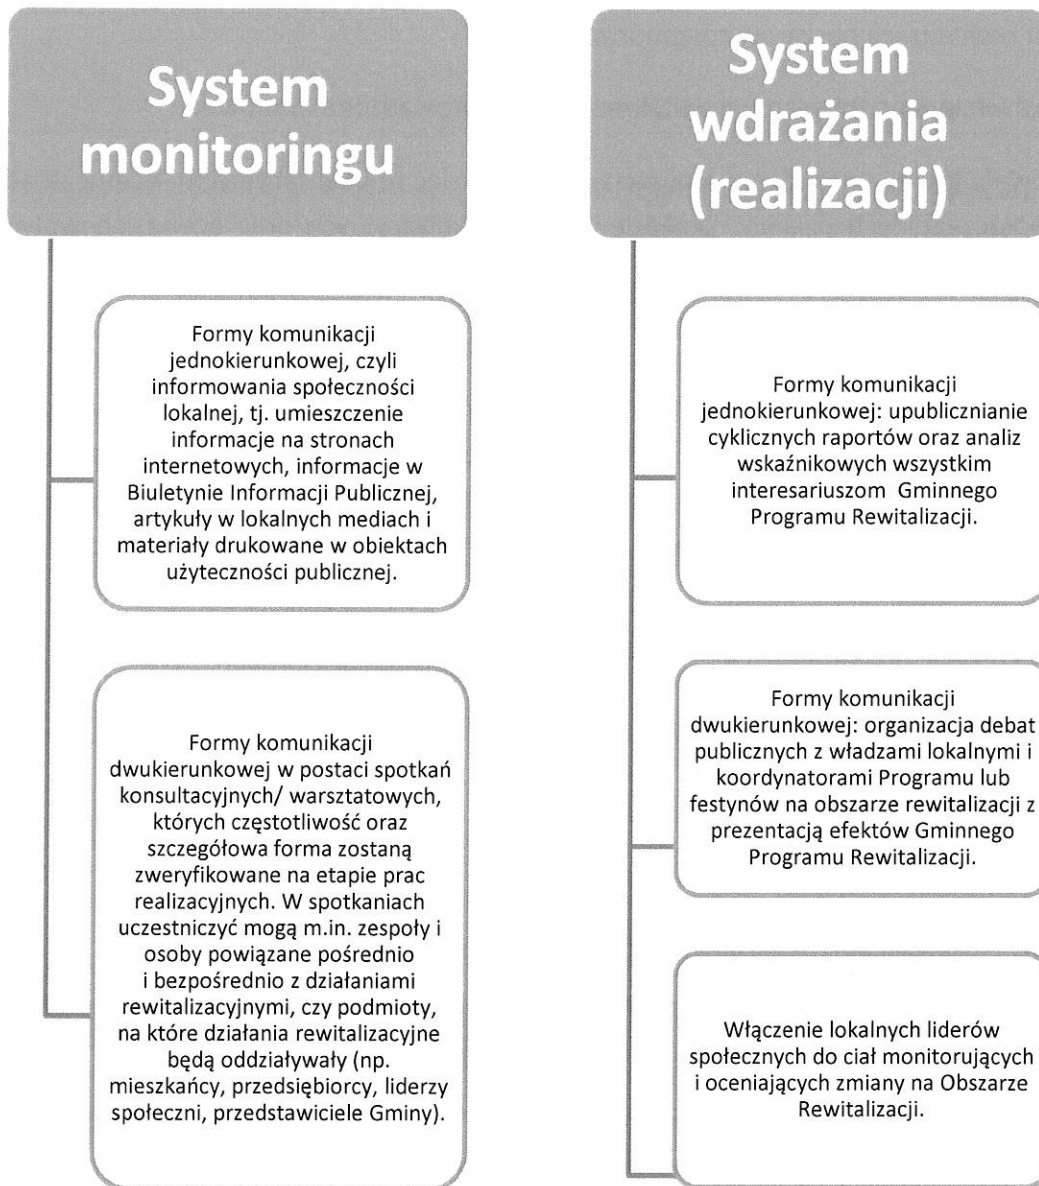 System
monitoringu
Formy komunikacji
jednokierunkowej, czyli
informowania społeczności
lokalnej, tj. umieszczenie
informacje na stronach
internetowych, informacje w
Biuletynie Informacji Publicznej,
artykuły w lokalnych mediach i
materiały drukowane w obiektach
użyteczności publicznej.
Formy komunikacji
dwukierunkowej w postaci spotkań
konsultacyjnych/ warsztatowych,
których częstotliwość oraz
szczegółowa forma zostaną
zweryfikowane na etapie prac
realizacyjnych. W spotkaniach
uczestniczyć mogą m.in. zespoły i
osoby powiązane pośrednio
i bezpośrednio z działaniami
rewitalizacyjnymi, czy podmioty,
na które działania rewitalizacyjne
będą oddziaływały (np.
mieszkańcy, przedsiębiorcy, liderzy
społeczni, przedstawiciele Gminy).
System
wdrażania
(realizacji)
Formy komunikacji
jednokierunkowej: upublicznianie
cyklicznych raportów oraz analiz
wskaźnikowych wszystkim
interesariuszom Gminnego
Programu Rewitalizacji.
Formy komunikacji
dwukierunkowej: organizacja debat
publicznych z władzami lokalnymi i
koordynatorami Programu lub
festynów na obszarze rewitalizacji z
prezentacją efektów Gminnego
Programu Rewitalizacji.
Włączenie lokalnych liderów
społecznych do ciał monitorujących
i oceniających zmiany na Obszarze
Rewitalizacji.